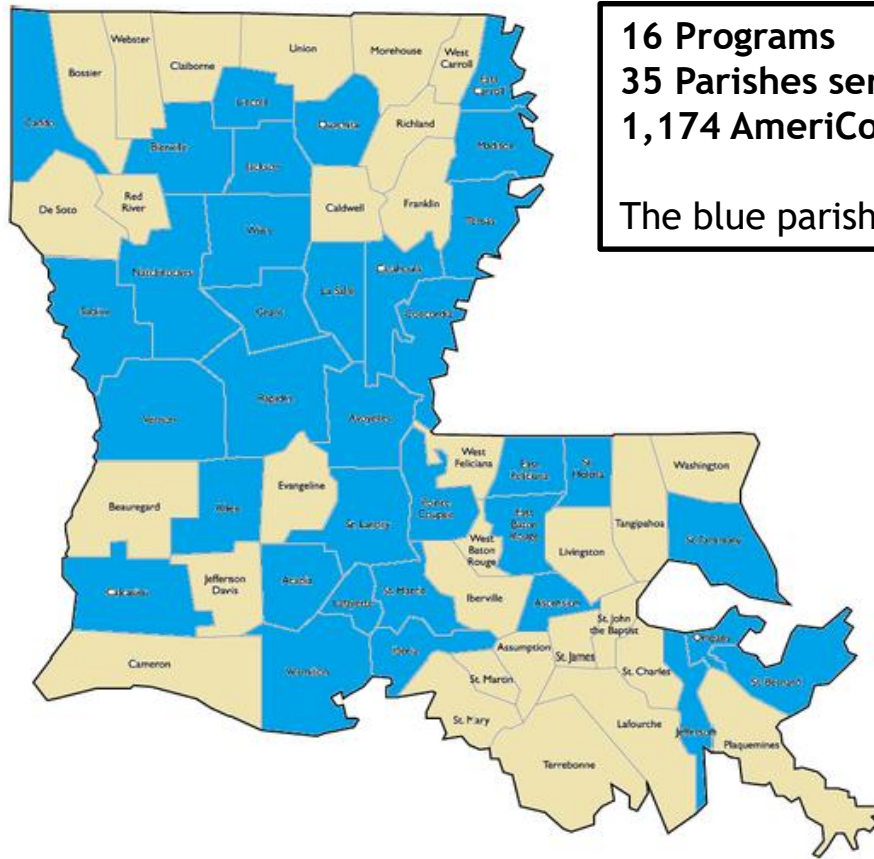 16 Programs
35 Parishes ser
1,174 AmeriCo
The blue parish
Webster
Union
Morehouse
West
Carroll
Claiborne
Bossier
East
Carroll
Caddo
Lincoln
Ouachita
Richland
Bienville
Madison
Jackson
De Soto
Red
River
Caldwell
Franklin
Tensas
Winn
Natchitoches
Catahoula
La Salle
Sabine
Grant
Concordia
Vernon
Rapides
Avoyelles
West
Feliciana
East
Feliciana
St.
Helena
Washington
Beauregard
Allen
Evangeline
Pointe
Coupee
East
Baton
Rouge
Tangipahoa
St. Landry
St. Tammany
West
Baton
Rouge
Livingston
Calcasieu
Jefferson
Davis
Acadia
Lafayette
St. Martin
Iberville
Ascension
St. John
the Baptist
Orleans
Cameron
Vermilion
Iberia
Assumption
St. James
St. Charles
St. Bernard
St. Martin
St. Mary
Lafourche
Jefferson
Plaquemines
Terrebonne